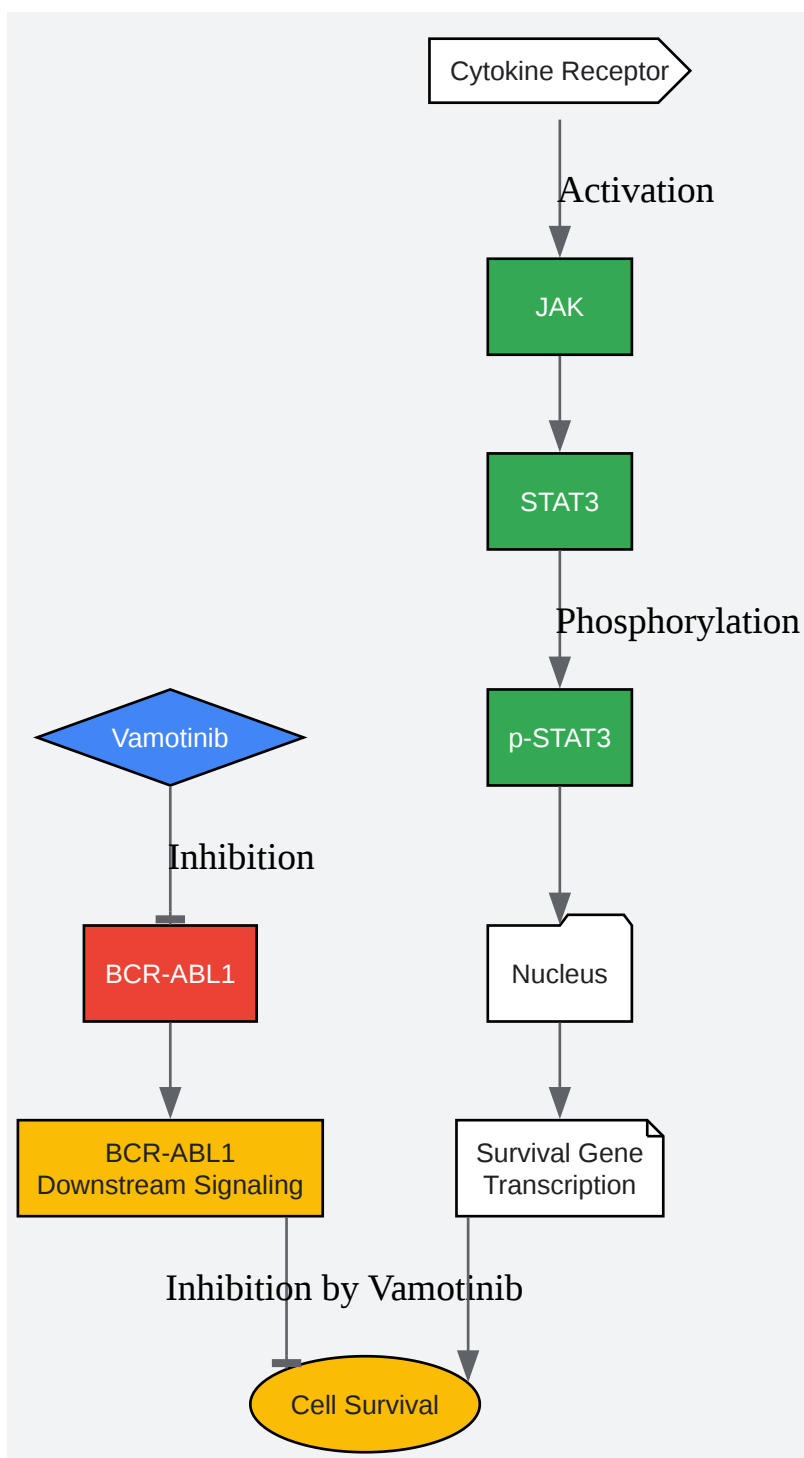 Cytokine Receptor
Activation
JAK
STAT3
Phosphorylation
Vamotinib
p-STAT3
Inhibition
BCR-ABL1
Nucleus
BCR-ABL1
Downstream Signaling
Survival Gene
Transcription
Inhibition by Vamotinib
Cell Survival